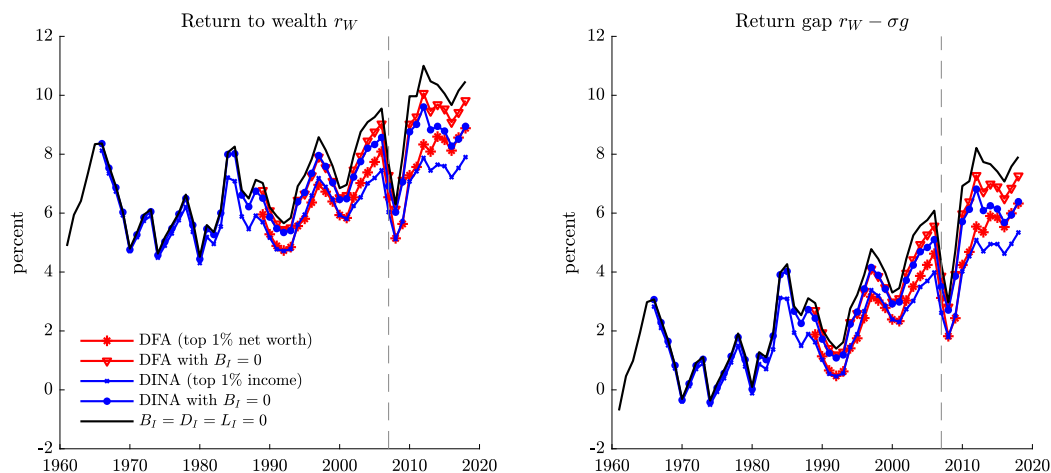 Return to wealth r_W
percent
12
10
8
6
4
2
0
-2
1960 1970 1980 1990 2000 2010 2020
DFA (top 1% net worth)
DFA with B_I = 0
DINA (top 1% income)
DINA with B_I = 0
B_I = D_I = L_I = 0
Return gap r_W − σg
percent
12
10
8
6
4
2
0
-2
1960 1970 1980 1990 2000 2010 2020